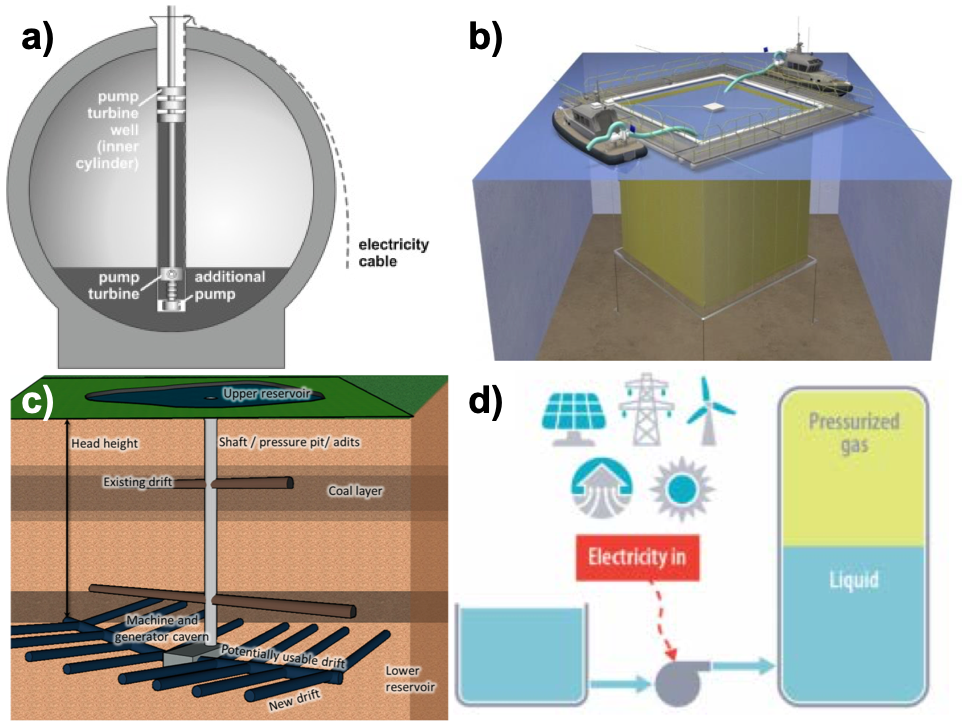 a)
pump
turbine
well
(inner
cylinder)
electricity
cable
pump
turbine
additional
pump
b)
c)
Upper reservoir
Head height
Shaft / pressure pit/ adits
Existing drift
Coal layer
Machine and
generator cavern
Potentially usable drift
Lower
reservoir
New drift
d)
Pressurized
gas
Electricity in
Liquid